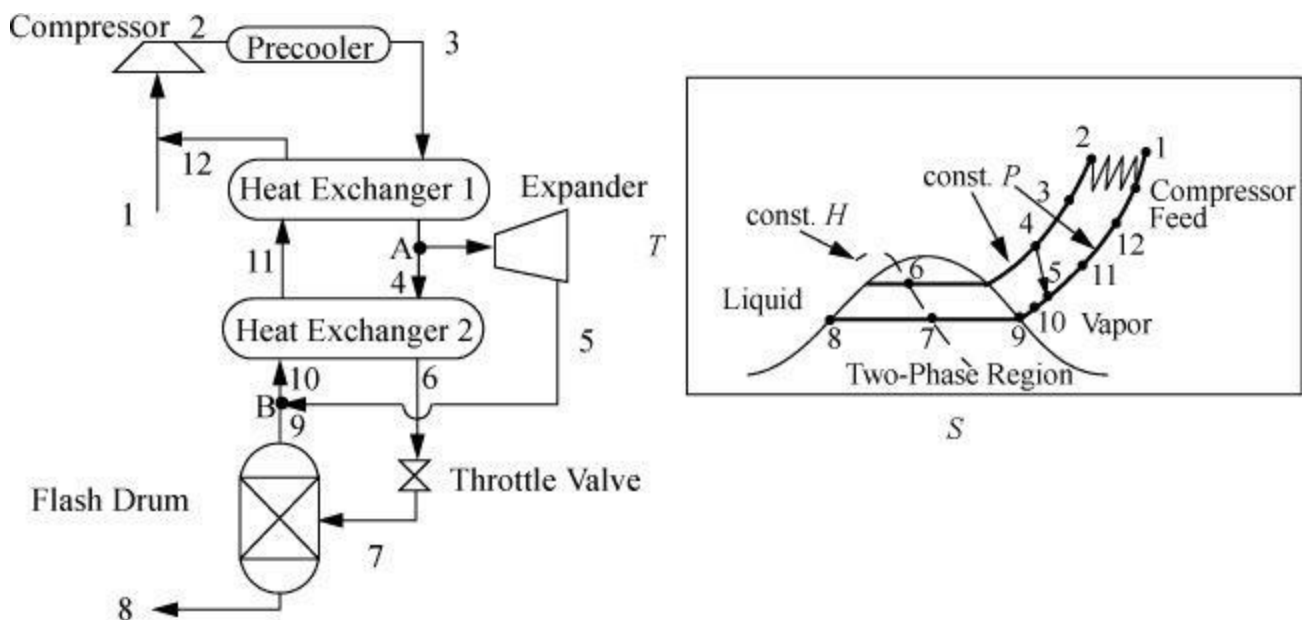 Compressor
2
Precooler
3
12
1
Heat Exchanger 1
Expander
A
11
4
Heat Exchanger 2
5
10
6
B
9
Flash Drum
Throttle Valve
7
8
T
const. H
const. P
2
1
3
Compressor
Feed
4
12
5
11
6
Liquid
10
Vapor
8
7
9
Two-Phase Region
S